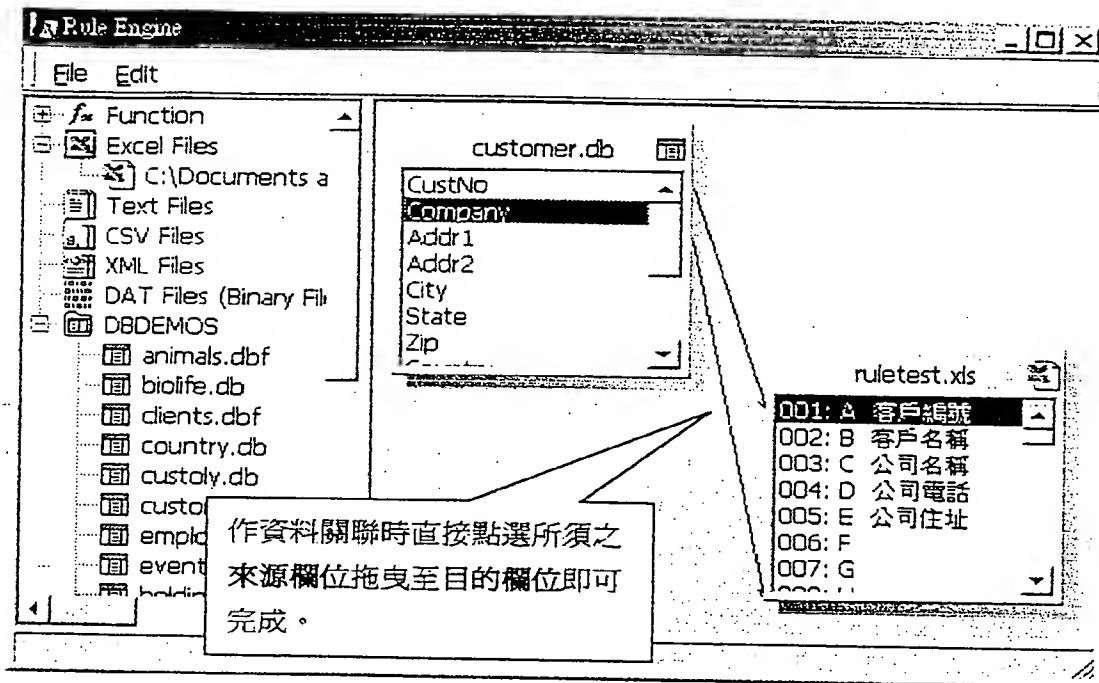 Rule Engine
File Edit
Function
Excel Files
C:\Documents a
Text Files
CSV Files
XML Files
DAT Files (Binary Fil
DBDEMOS
animals.dbf
biolife.db
clients.dbf
country.db
custoly.db
custo
emplo
event
holdin
customer.db
CustNo
Company
Addr1
Addr2
City
State
Zip
Country
ruletest.xls
001: A 客戶編號
002: B 客戶名稱
003: C 公司名稱
004: D 公司電話
005: E 公司住址
006: F
007: G
作資料關聯時直接點選所須之
來源欄位拖曳至目的欄位即可
完成。